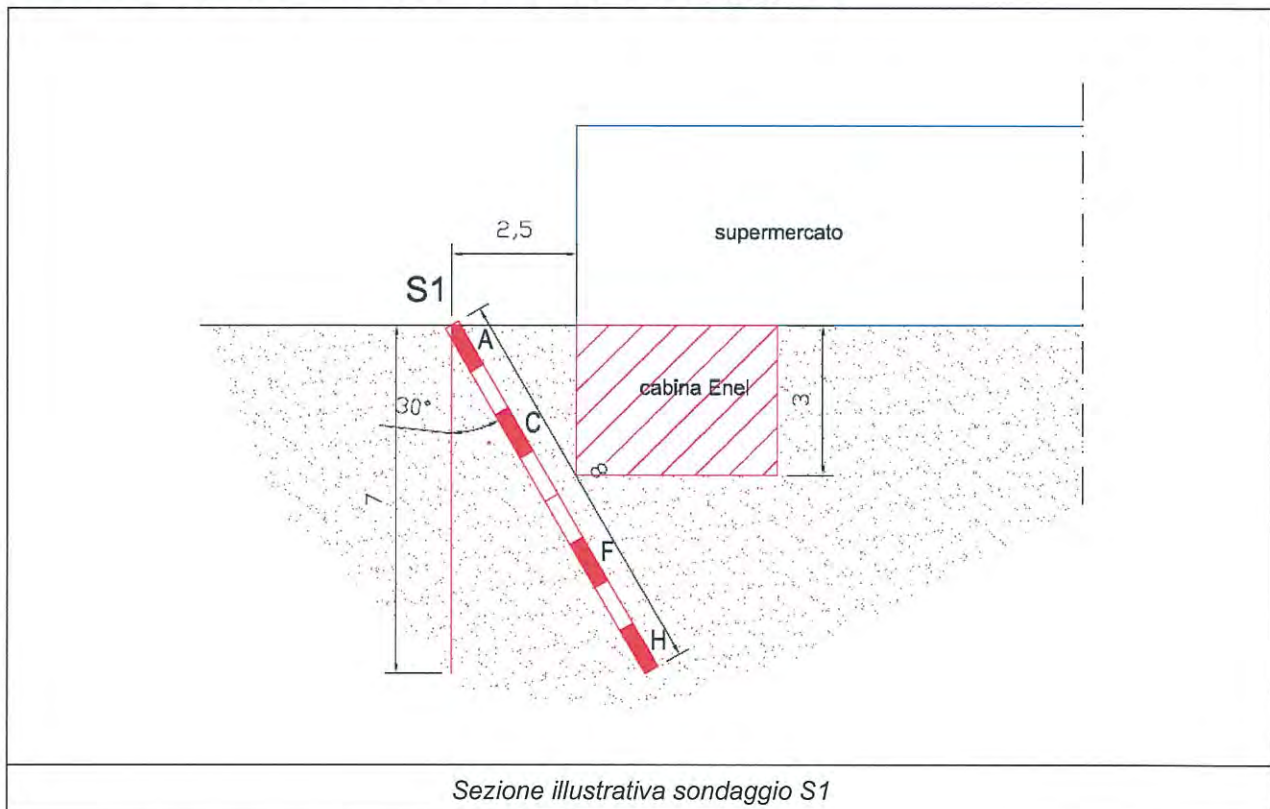 2,5
supermercato
S1
A
cabina Enel
3
30°
C
8
7
F
H
Sezione illustrativa sondaggio S1